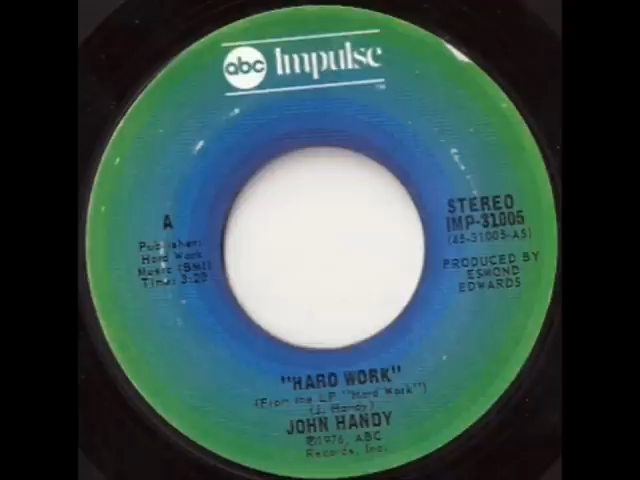 abc Impulse
TM
A
Publisher:
Hard Work
Music (BMI)
Time: 3:20
STEREO
IMP-31005
(45-31005-AS)
PRODUCED BY
ESMOND
EDWARDS
"HARD WORK"
(From the LP "Hard Work")
(J. Handy)
JOHN HANDY
℗1976, ABC
Records, Inc.